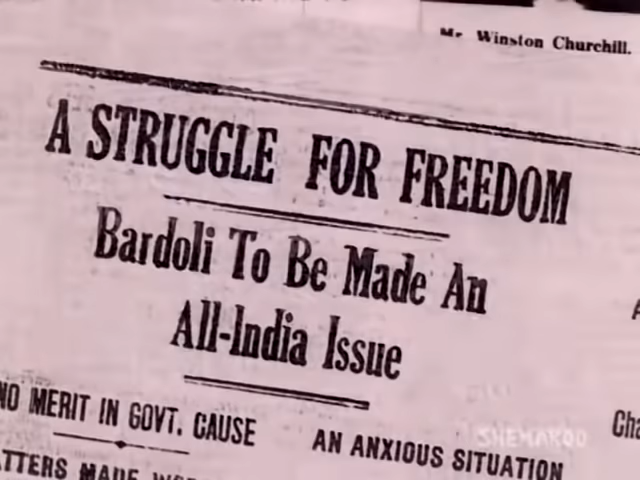 Mr. Winston Churchill.
A STRUGGLE FOR FREEDOM
Bardoli To Be Made An
All-India Issue
NO MERIT IN GOVT. CAUSE
AN ANXIOUS SITUATION
MADE
SHEMAROO